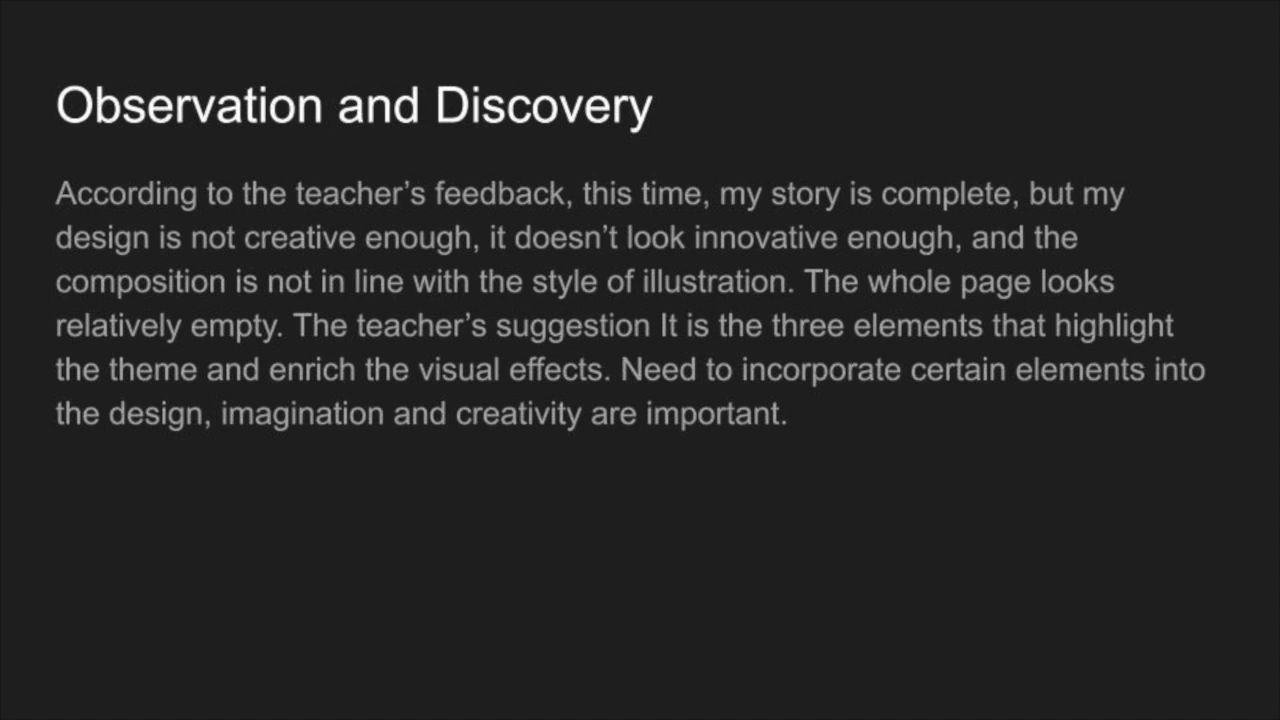 Observation and Discovery
According to the teacher’s feedback, this time, my story is complete, but my
design is not creative enough, it doesn’t look innovative enough, and the
composition is not in line with the style of illustration. The whole page looks
relatively empty. The teacher’s suggestion It is the three elements that highlight
the theme and enrich the visual effects. Need to incorporate certain elements into
the design, imagination and creativity are important.